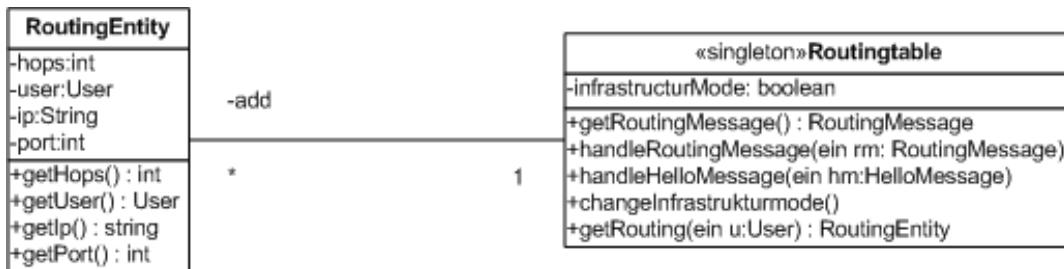 RoutingEntity
-hops:int
-user:User
-ip:String
-port:int
+getHops() : int
+getUser() : User
+getIp() : string
+getPort() : int
-add
*
1
«singleton»Routingtable
-infrastructurMode: boolean
+getRoutingMessage() : RoutingMessage
+handleRoutingMessage(ein rm: RoutingMessage)
+handleHelloMessage(ein hm:HelloMessage)
+changeInfrastrukturmode()
+getRouting(ein u:User) : RoutingEntity